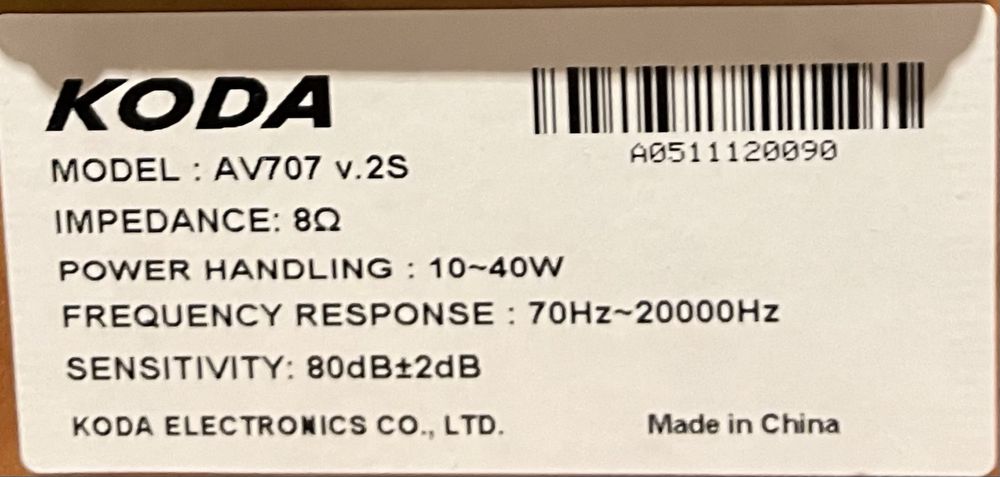 KODA
A0511120090
MODEL : AV707 v.2S
IMPEDANCE: 8Ω
POWER HANDLING : 10~40W
FREQUENCY RESPONSE : 70Hz~20000Hz
SENSITIVITY: 80dB±2dB
KODA ELECTRONICS CO., LTD.
Made in China